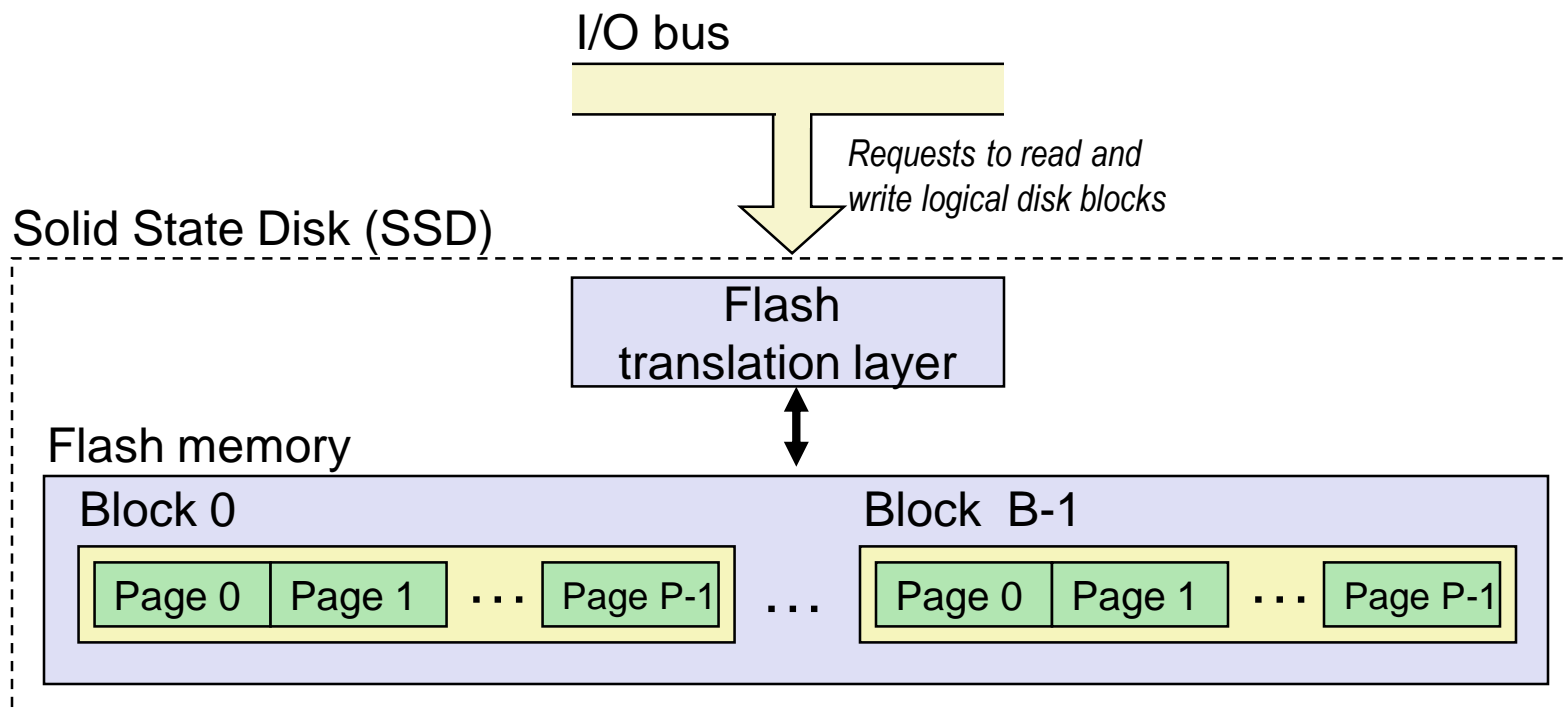 I/O bus
Requests to read and
write logical disk blocks
Solid State Disk (SSD)
Flash
translation layer
Flash memory
Block 0
Block B-1
Page 0 Page 1 ... Page P-1 ... Page 0 Page 1 ... Page P-1